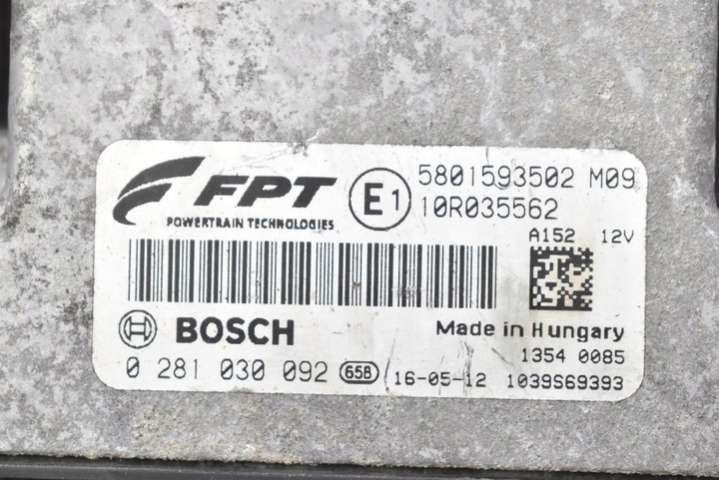 FPT
POWERTRAIN TECHNOLOGIES
E1
5801593502 M09
10R035562
A152 12V
BOSCH
Made in Hungary
1354 0085
0 281 030 092 65B 16-05-12 1039S69393